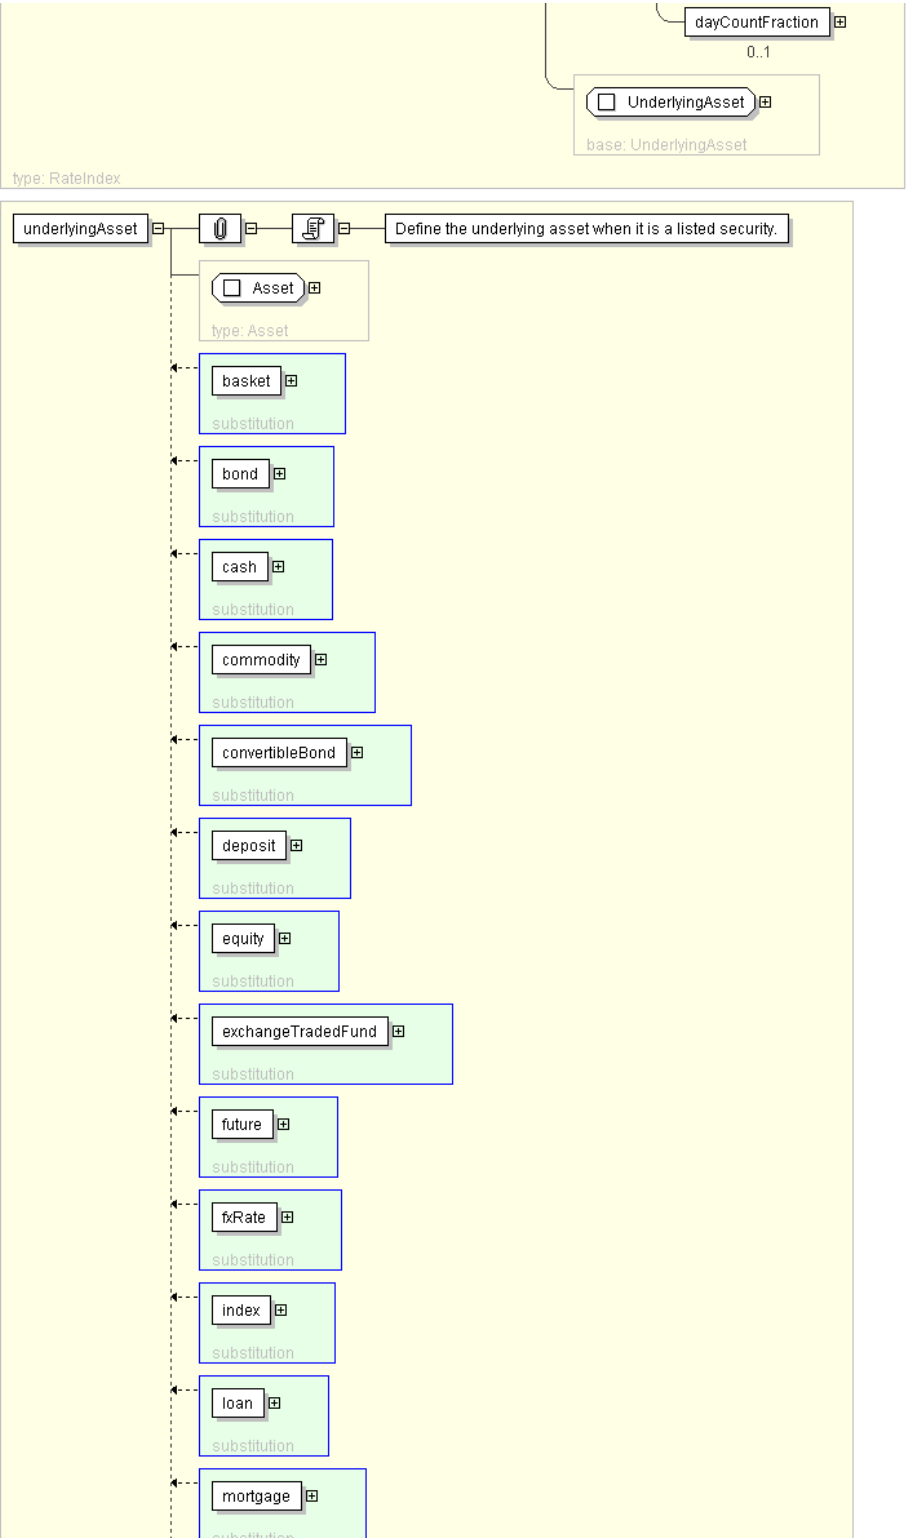 dayCountFraction
0..1
UnderlyingAsset
base: UnderlyingAsset
type: RateIndex
underlyingAsset
Define the underlying asset when it is a listed security.
Asset
type: Asset
basket
substitution
bond
substitution
cash
substitution
commodity
substitution
convertibleBond
substitution
deposit
substitution
equity
substitution
exchangeTradedFund
substitution
future
substitution
fxRate
substitution
index
substitution
loan
substitution
mortgage
substitution